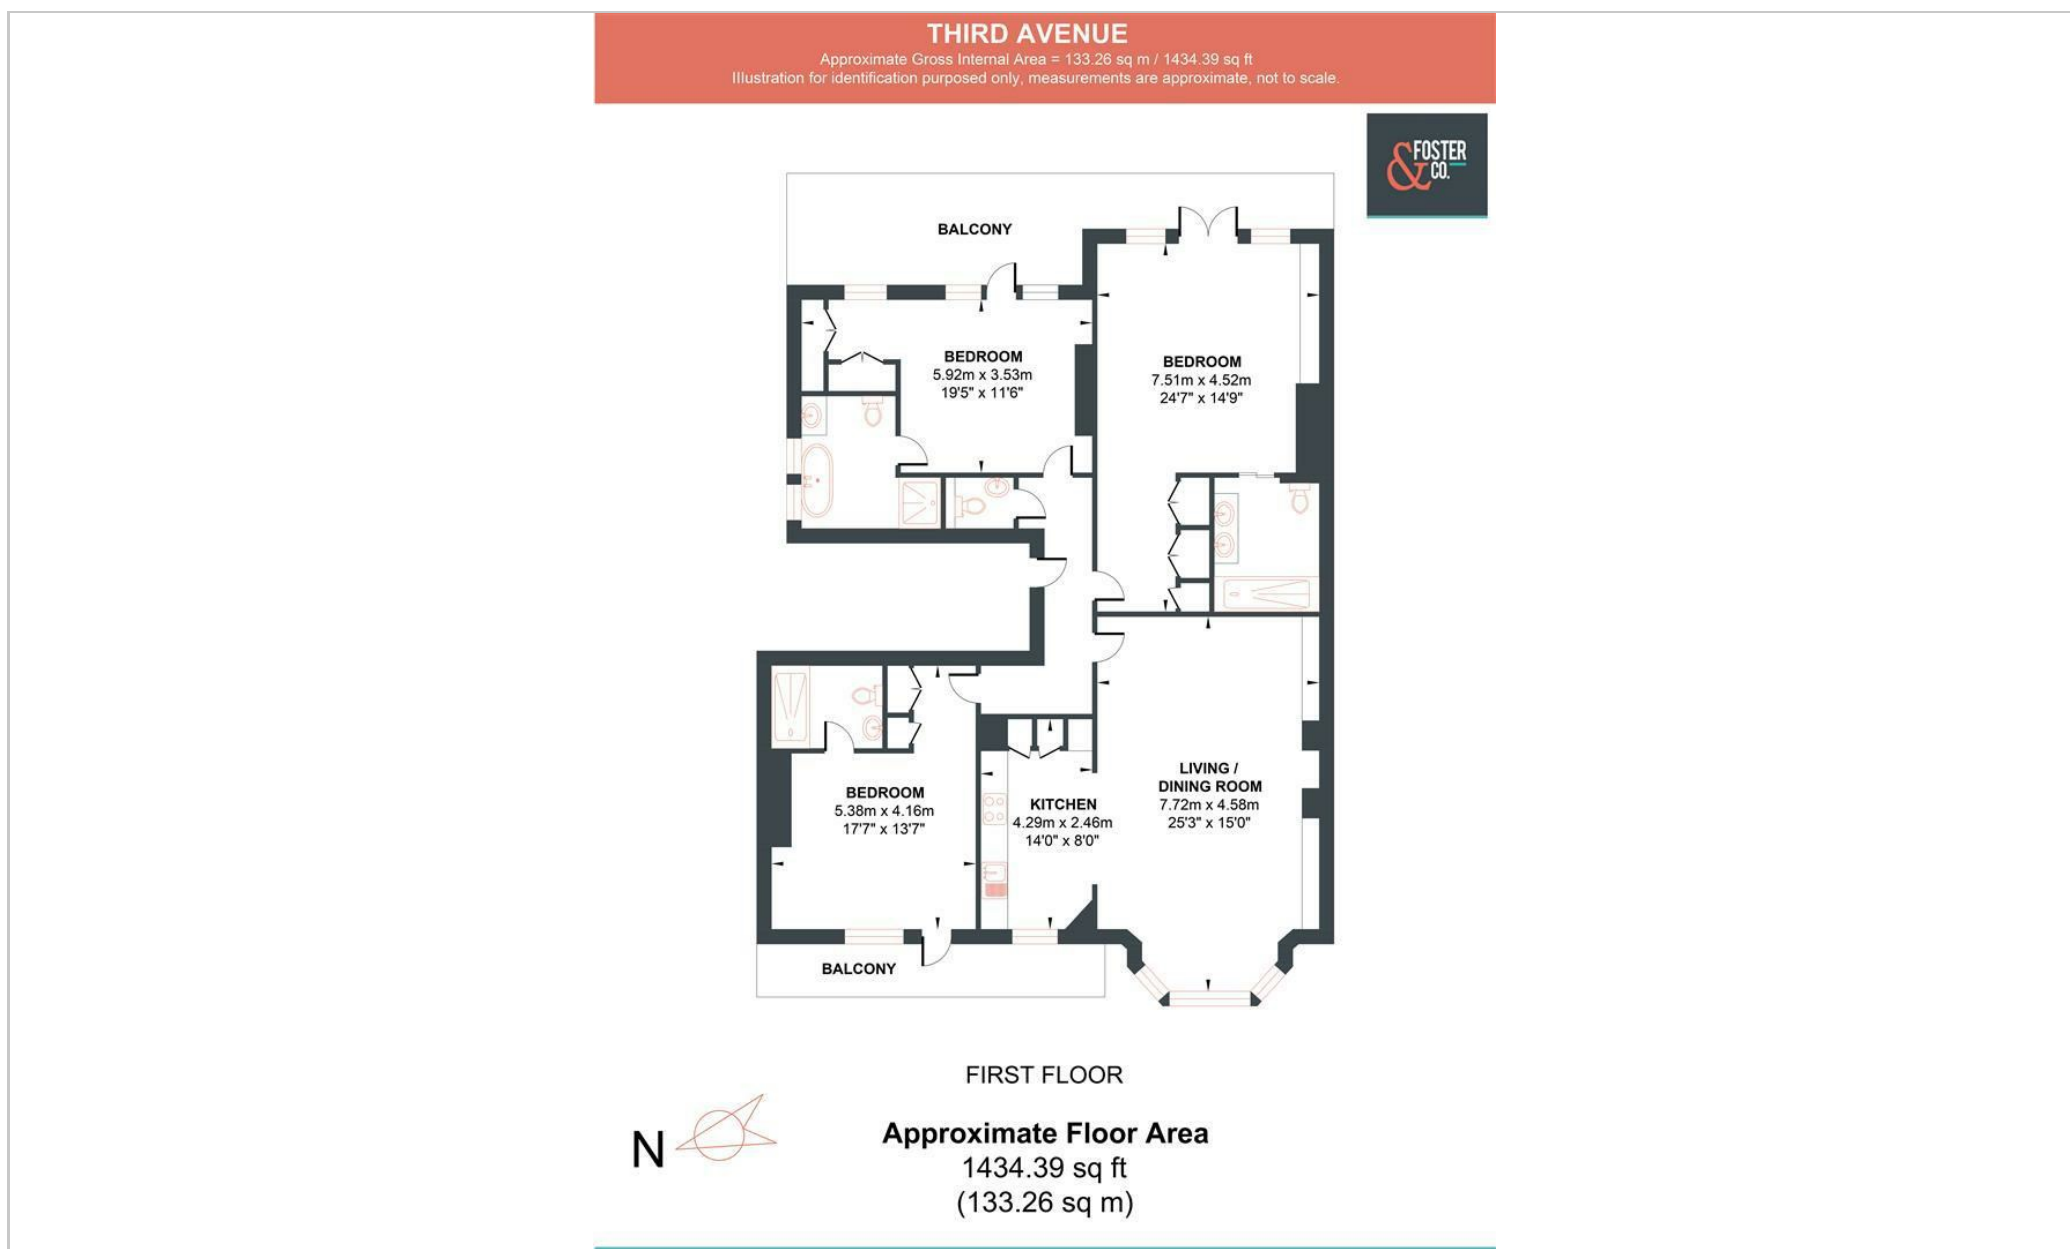 THIRD AVENUE
Approximate Gross Internal Area = 133.26 sq m / 1434.39 sq ft
Illustration for identification purposed only, measurements are approximate, not to scale.
& FOSTER
CO.
BALCONY
BEDROOM
5.92m x 3.53m
19'5" x 11'6"
BEDROOM
7.51m x 4.52m
24'7" x 14'9"
BEDROOM
5.38m x 4.16m
17'7" x 13'7"
KITCHEN
4.29m x 2.46m
14'0" x 8'0"
LIVING /
DINING ROOM
7.72m x 4.58m
25'3" x 15'0"
BALCONY
FIRST FLOOR
N
Approximate Floor Area
1434.39 sq ft
(133.26 sq m)